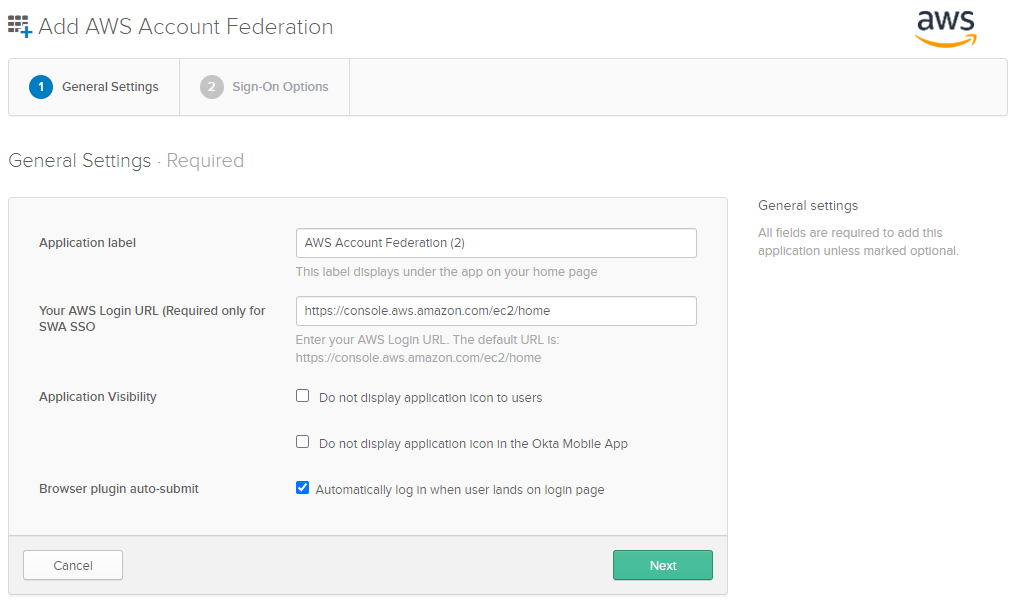 Add AWS Account Federation
aws
1 General Settings
2 Sign-On Options
General Settings · Required
Application label
AWS Account Federation (2)
This label displays under the app on your home page
Your AWS Login URL (Required only for
SWA SSO
https://console.aws.amazon.com/ec2/home
Enter your AWS Login URL. The default URL is:
https://console.aws.amazon.com/ec2/home
Application Visibility
Do not display application icon to users
Do not display application icon in the Okta Mobile App
Browser plugin auto-submit
Automatically log in when user lands on login page
Cancel
Next
General settings
All fields are required to add this
application unless marked optional.